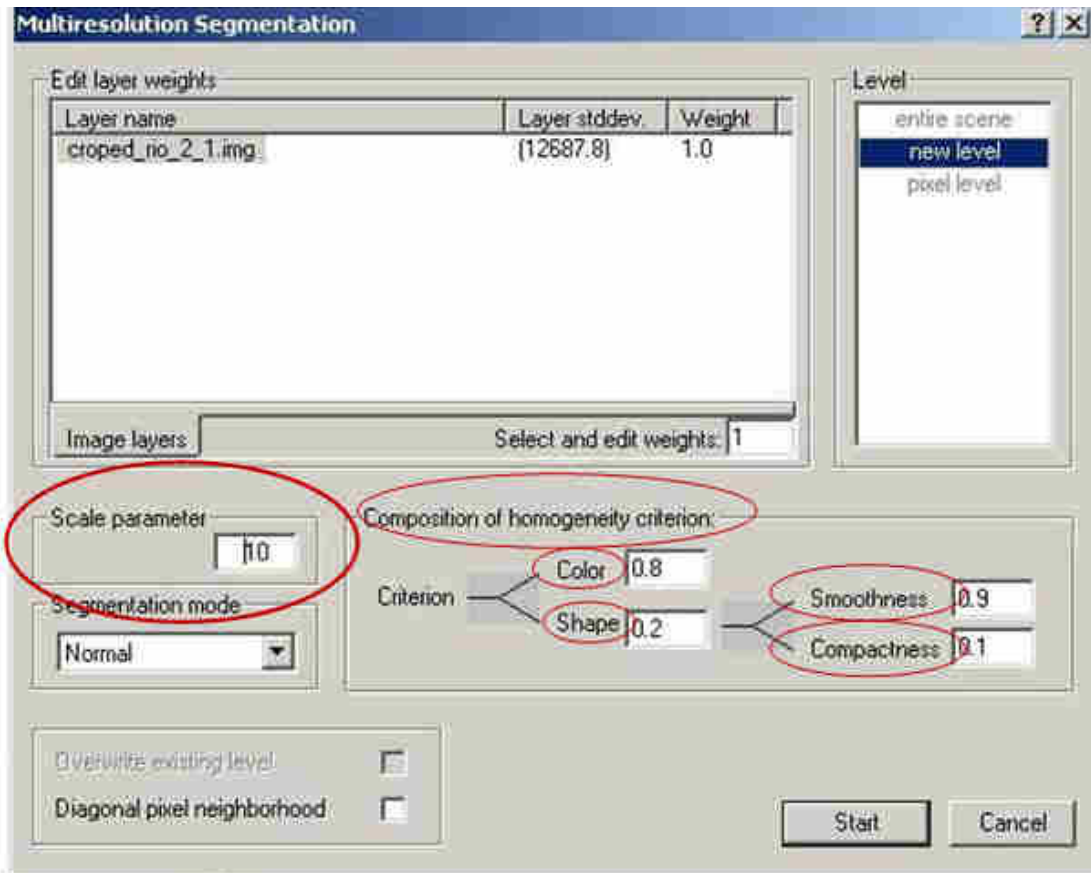 Multiresolution Segmentation
Edit layer weights
Layer name Layer stddev. Weight
croped_rio_2_1.img (12687.8) 1.0
Image layers Select and edit weights: 1
Level
entire scene
new level
pixel level
Scale parameter
10
Segmentation mode
Normal
Composition of homogeneity criterion:
Criterion
Color 0.8
Shape 0.2
Smoothness 0.9
Compactness 0.1
Overwrite existing level
Diagonal pixel neighborhood
Start Cancel